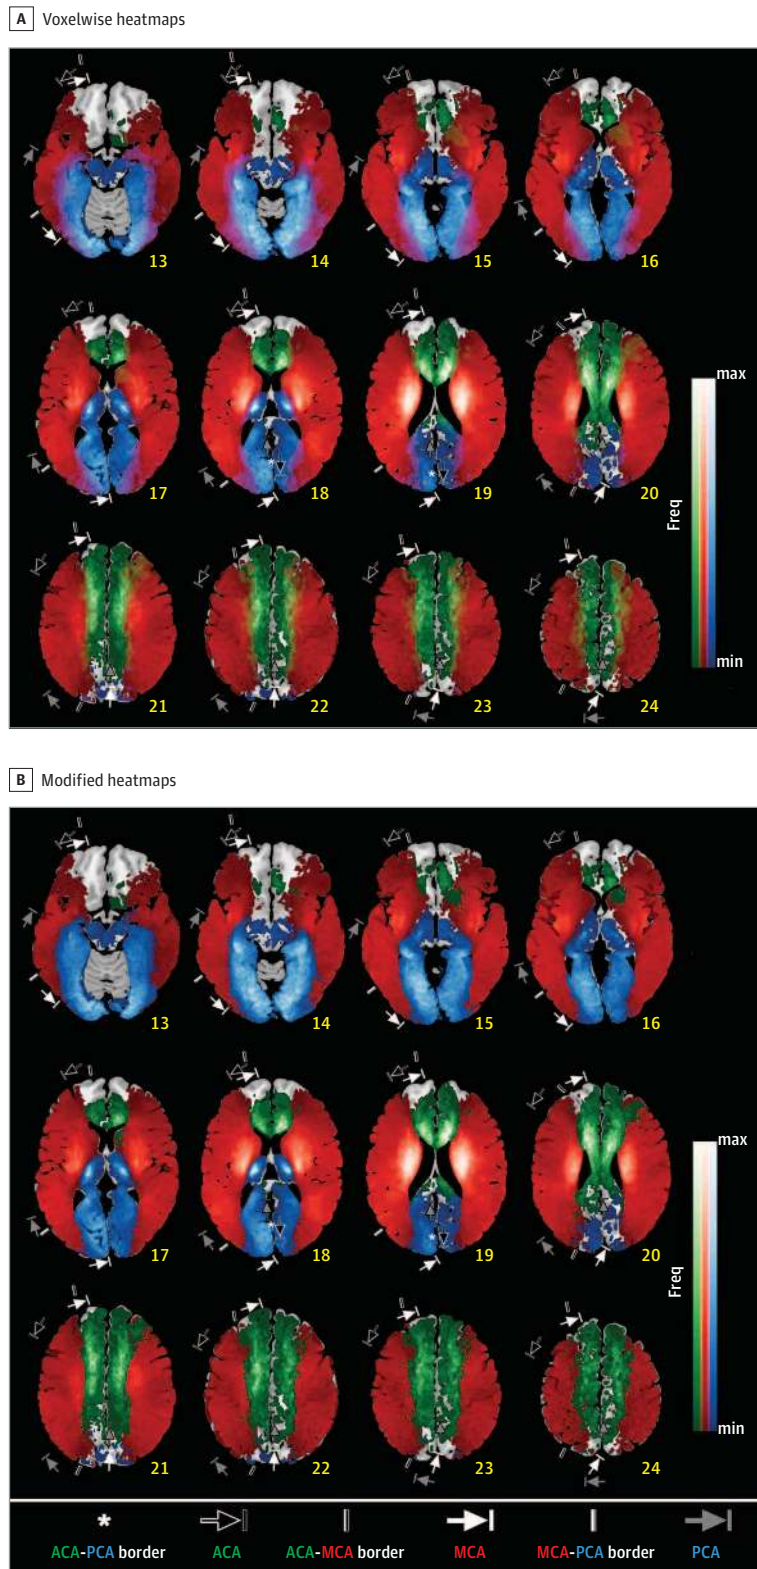 A Voxelwise heatmaps
13 14 15 16
17 18 19 20
max
Freq
min
21 22 23 24
B Modified heatmaps
13 14 15 16
17 18 19 20
max
Freq
min
21 22 23 24
*
ACA-PCA border ACA ACA-MCA border MCA MCA-PCA border PCA